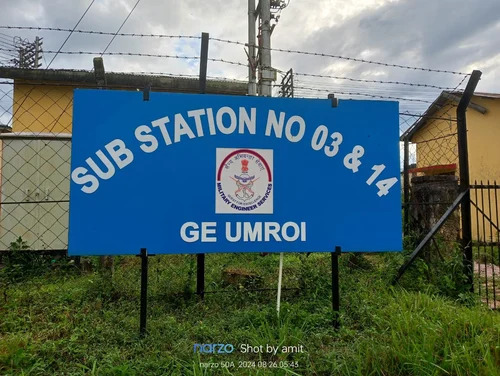 SUB STATION NO 03 & 14
MILITARY ENGINEER SERVICES
GE UMROI
narzo Shot by amit
narzo 50A 2024 08 26 05:43